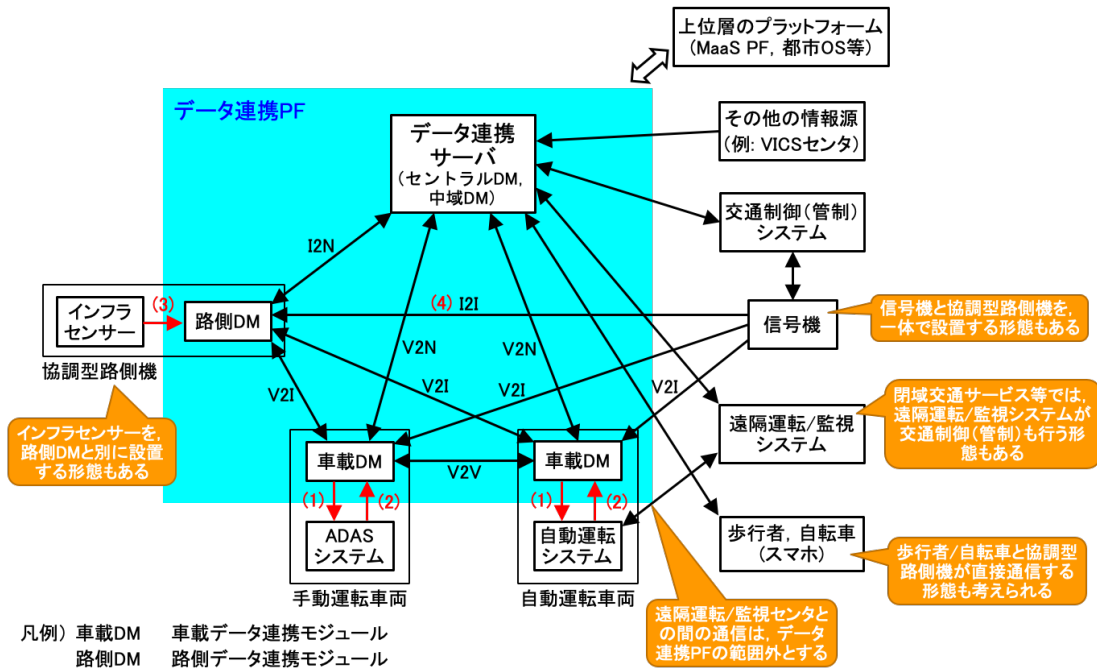 上位層のプラットフォーム
(MaaS PF, 都市OS等)
データ連携PF
データ連携
サーバ
(セントラルDM,
中域DM)
その他の情報源
(例: VICSセンタ)
交通制御(管制)
システム
I2N
インフラ
センサー
(3)
路側DM
(4)
I2I
信号機
信号機と協調型路側機を,
一体で設置する形態もある
協調型路側機
V2I
V2N
V2I
V2N
V2I
V2I
インフラセンサーを,
路側DMと別に設置
する形態もある
遠隔運転/監視
システム
閉域交通サービス等では,
遠隔運転/監視システムが
交通制御(管制)も行う形
態もある
車載DM
V2V
車載DM
(1)
(2)
(1)
(2)
ADAS
システム
自動運転
システム
歩行者, 自転車
(スマホ)
歩行者/自転車と協調型
路側機が直接通信する
形態も考えられる
手動運転車両
自動運転車両
遠隔運転/監視センタと
の間の通信は, データ
連携PFの範囲外とする
凡例) 車載DM 車載データ連携モジュール
路側DM 路側データ連携モジュール